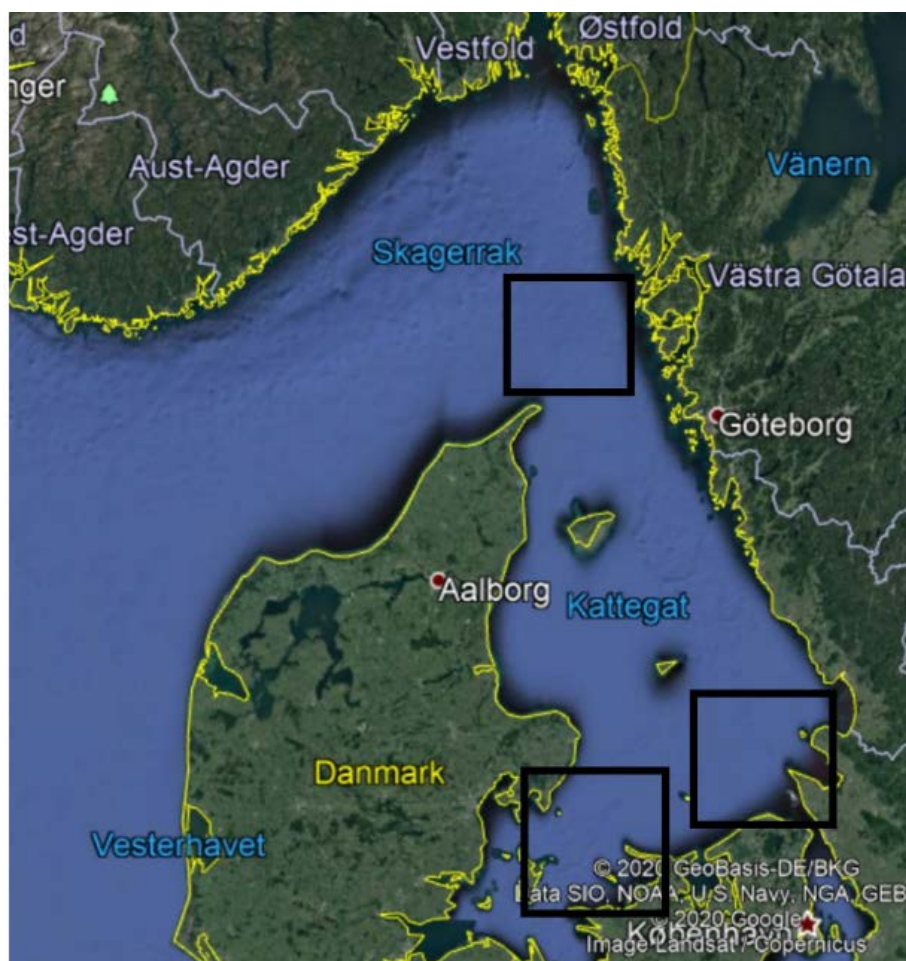 Østfold
Vestfold
nger
Vänern
Aust-Agder
est-Agder
Skagerrak
Västra Götala
Göteborg
Aalborg
Kattegat
Danmark
Vesterhavet
© 2020 GeoBasis-DE/BKG
Data SIO, NOAA, U.S. Navy, NGA, GEB
© 2020 Google
København
Image Landsat / Copernicus